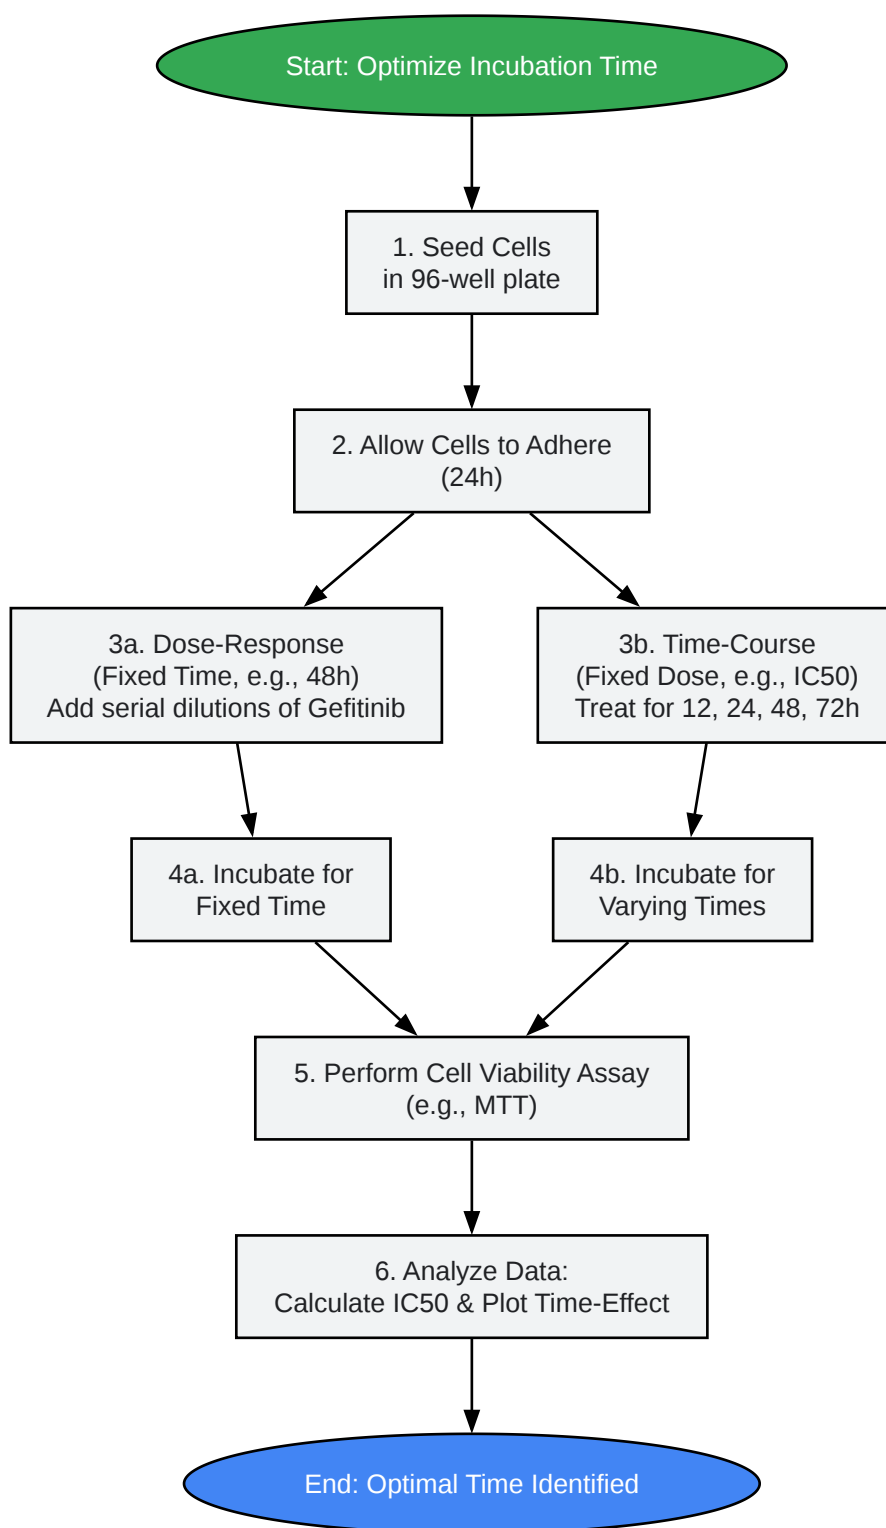 Start: Optimize Incubation Time
1. Seed Cells
in 96-well plate
2. Allow Cells to Adhere
(24h)
3a. Dose-Response
(Fixed Time, e.g., 48h)
Add serial dilutions of Gefitinib
3b. Time-Course
(Fixed Dose, e.g., IC50)
Treat for 12, 24, 48, 72h
4a. Incubate for
Fixed Time
4b. Incubate for
Varying Times
5. Perform Cell Viability Assay
(e.g., MTT)
6. Analyze Data:
Calculate IC50 & Plot Time-Effect
End: Optimal Time Identified